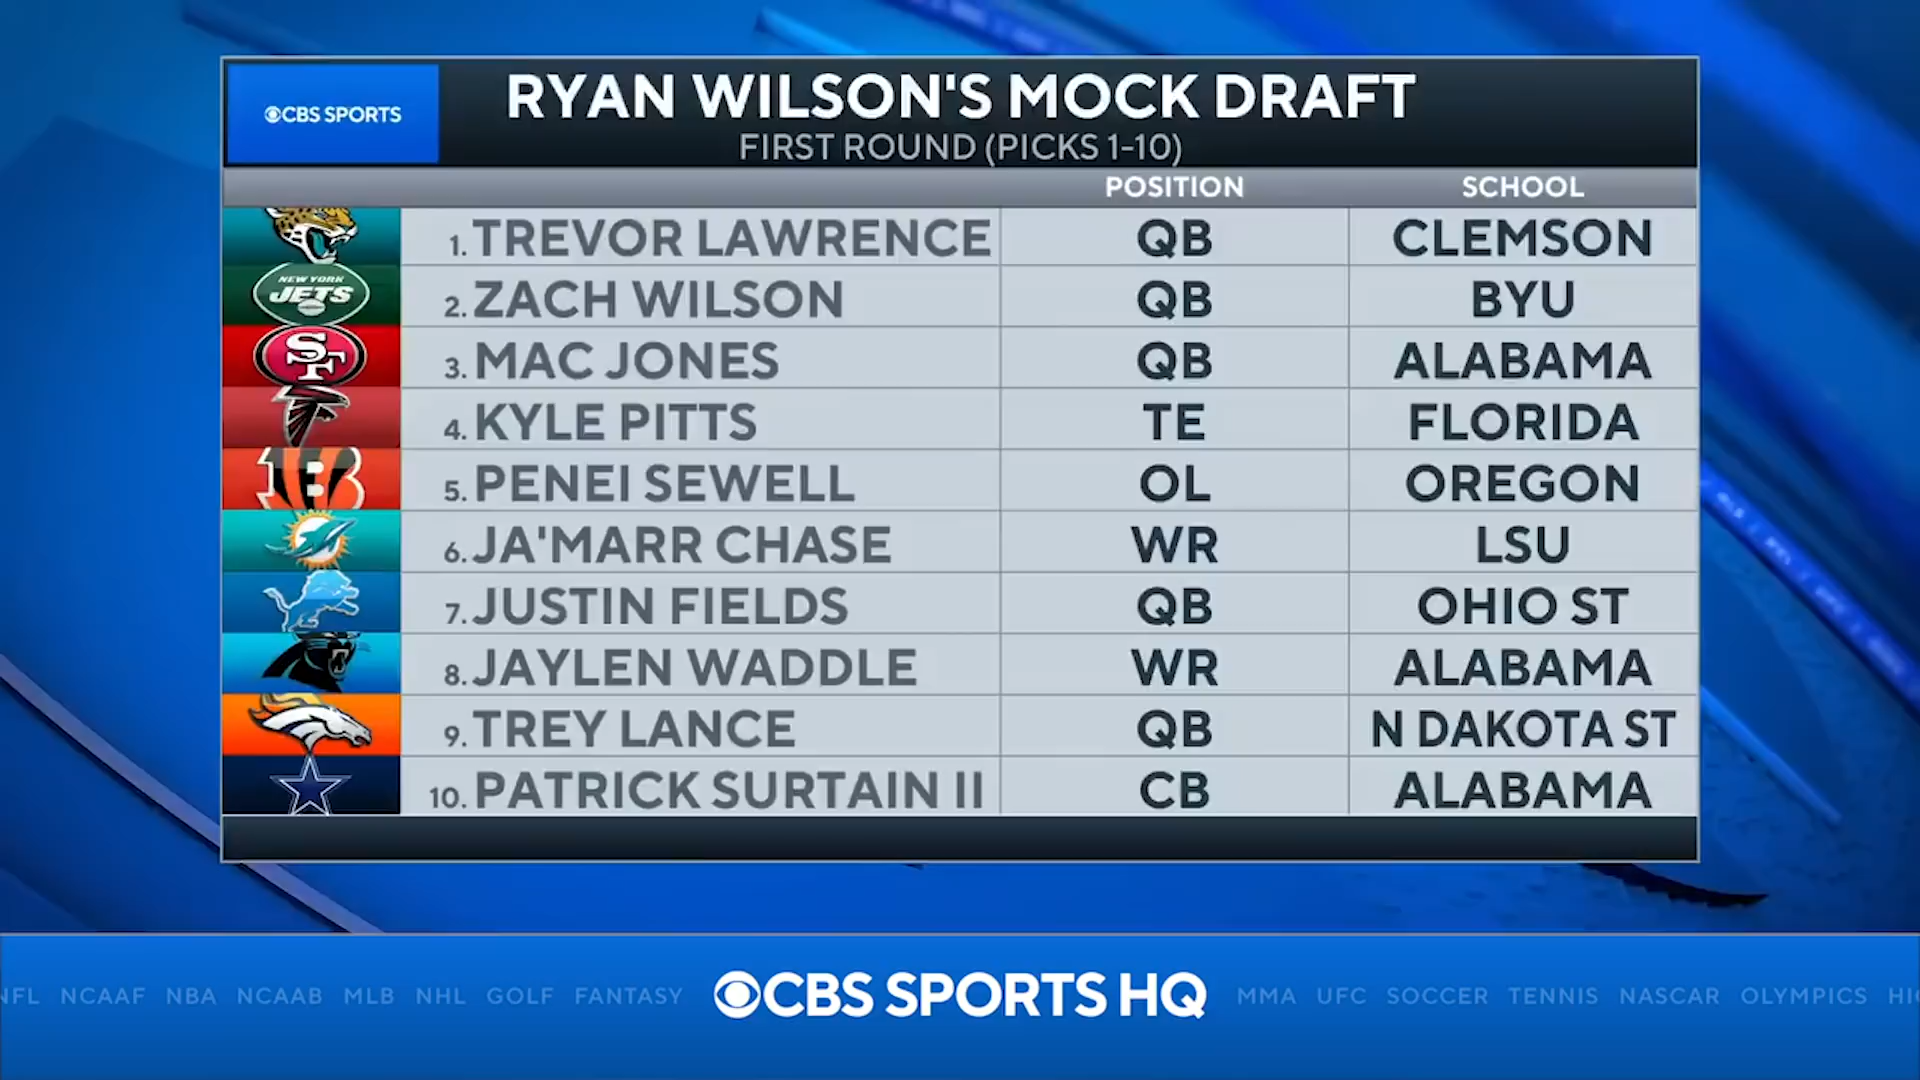 CBS SPORTS
RYAN WILSON'S MOCK DRAFT
FIRST ROUND (PICKS 1-10)
POSITION SCHOOL
1. TREVOR LAWRENCE QB CLEMSON
NEW YORK
JETS
2. ZACH WILSON QB BYU
SF
3. MAC JONES QB ALABAMA
4. KYLE PITTS TE FLORIDA
B
5. PENEI SEWELL OL OREGON
6. JA'MARR CHASE WR LSU
7. JUSTIN FIELDS QB OHIO ST
8. JAYLEN WADDLE WR ALABAMA
9. TREY LANCE QB N DAKOTA ST
10. PATRICK SURTAIN II CB ALABAMA
NFL NCAAF NBA NCAAB MLB NHL GOLF FANTASY CBS SPORTS HQ MMA UFC SOCCER TENNIS NASCAR OLYMPICS